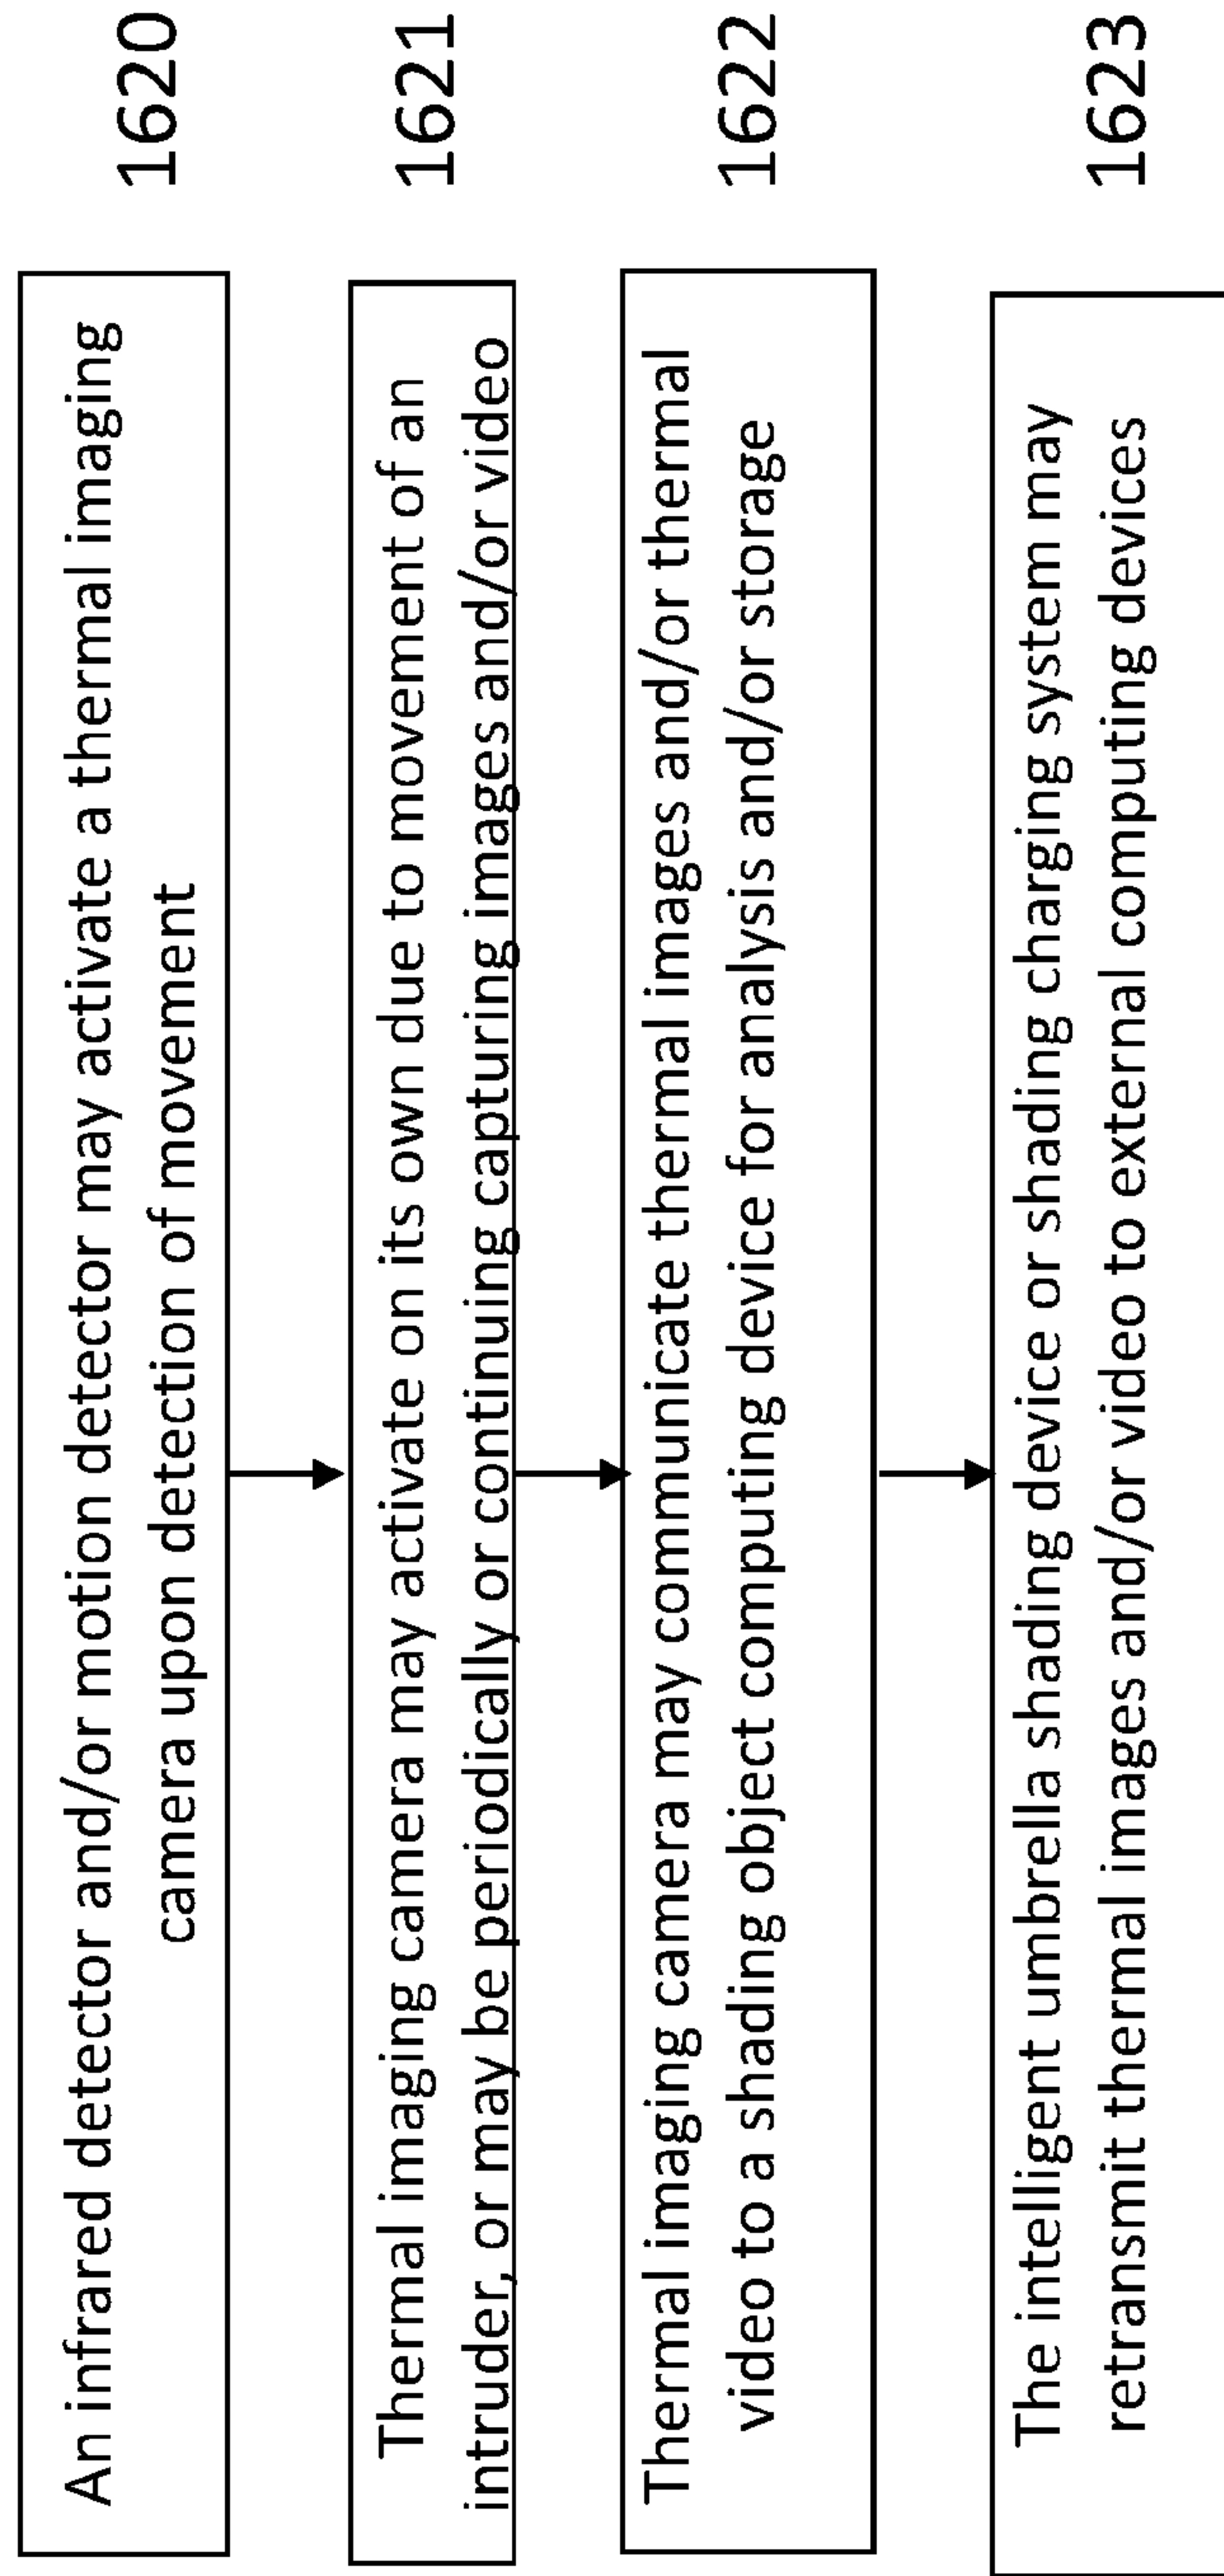 An infrared detector and/or motion detector may activate a thermal imaging
camera upon detection of movement
1620
Thermal imaging camera may activate on its own due to movement of an
intruder, or may be periodically or continuing capturing images and/or video
1621
Thermal imaging camera may communicate thermal images and/or thermal
video to a shading object computing device for analysis and/or storage
1622
The intelligent umbrella shading device or shading charging system may
retransmit thermal images and/or video to external computing devices
1623